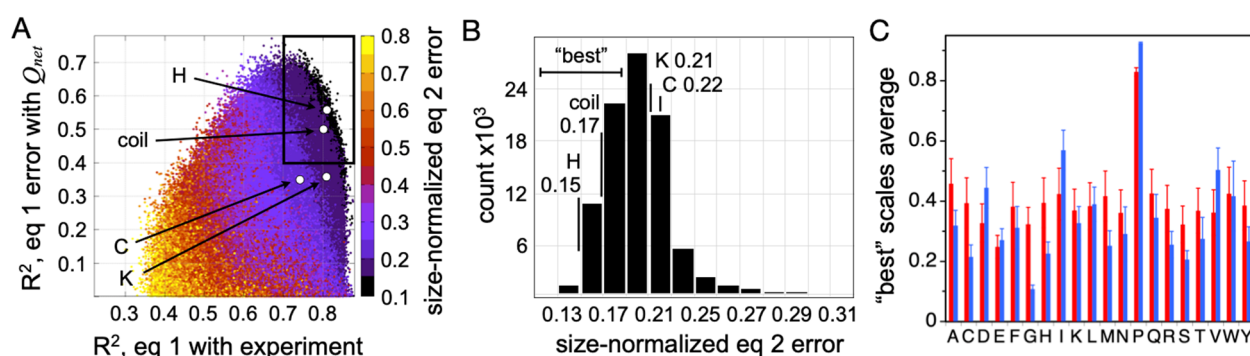 A
R², eq 1 error with Qnet
0.7
0.6
0.5
0.4
0.3
0.2
0.1
H
coil
C
K
0.3 0.4 0.5 0.6 0.7 0.8
R², eq 1 with experiment
0.8
0.7
0.6
0.5
0.4
0.3
0.2
0.1
size-normalized eq 2 error
B
count x10³
24
18
12
6
"best"
K 0.21
C 0.22
coil
0.17
H
0.15
0.13 0.17 0.21 0.25 0.27 0.29 0.31
size-normalized eq 2 error
C
"best" scales average
0.8
0.6
0.4
0.2
0
A C D E F G H I K L M N P Q R S T V W Y